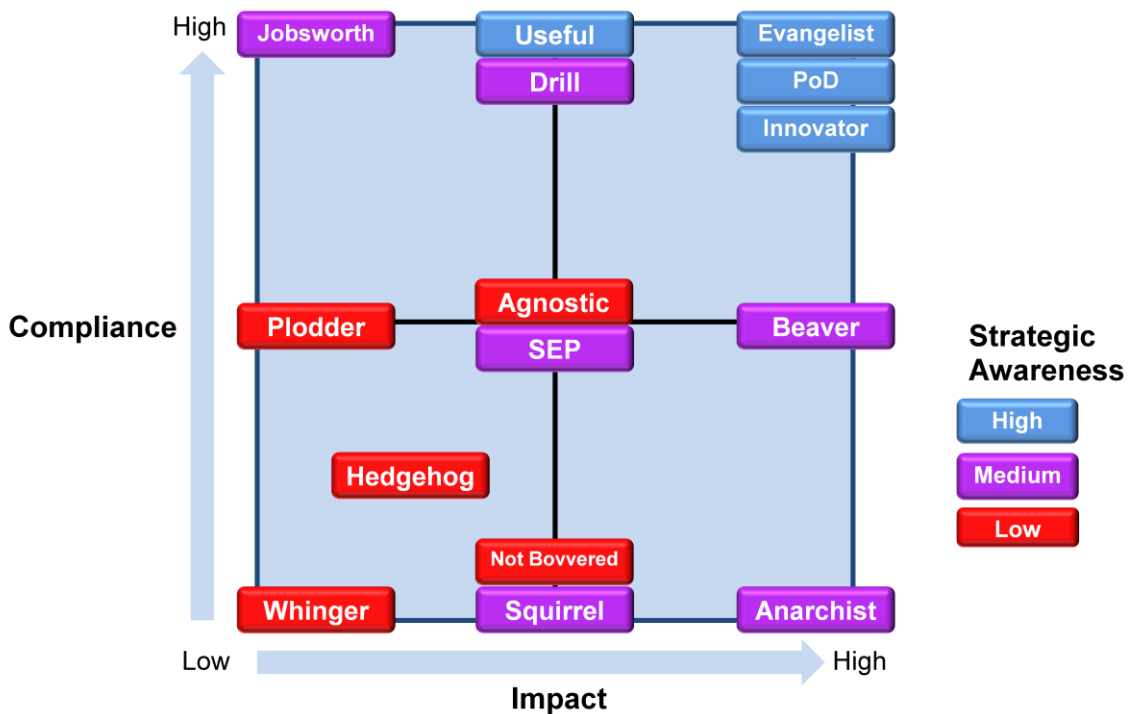 High
Jobsworth
Useful
Evangelist
Drill
PoD
Innovator
Compliance
Plodder
Agnostic
SEP
Beaver
Hedgehog
Not Bovvered
Whinger
Squirrel
Anarchist
Low
High
Impact
Strategic
Awareness
High
Medium
Low